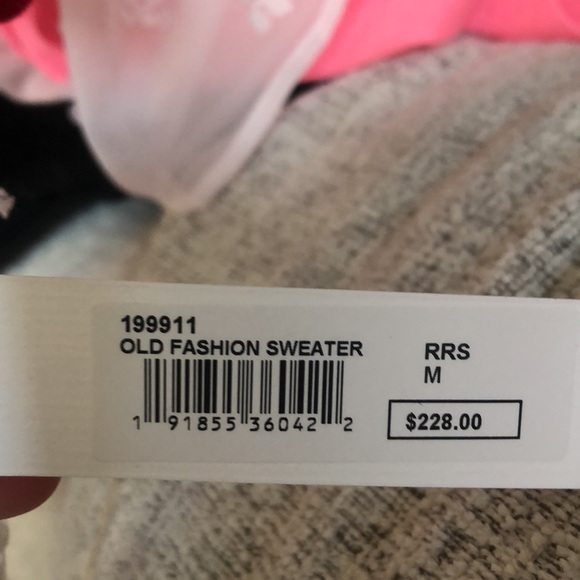 199911
OLD FASHION SWEATER
RRS
M
1 91855 36042 2
$228.00